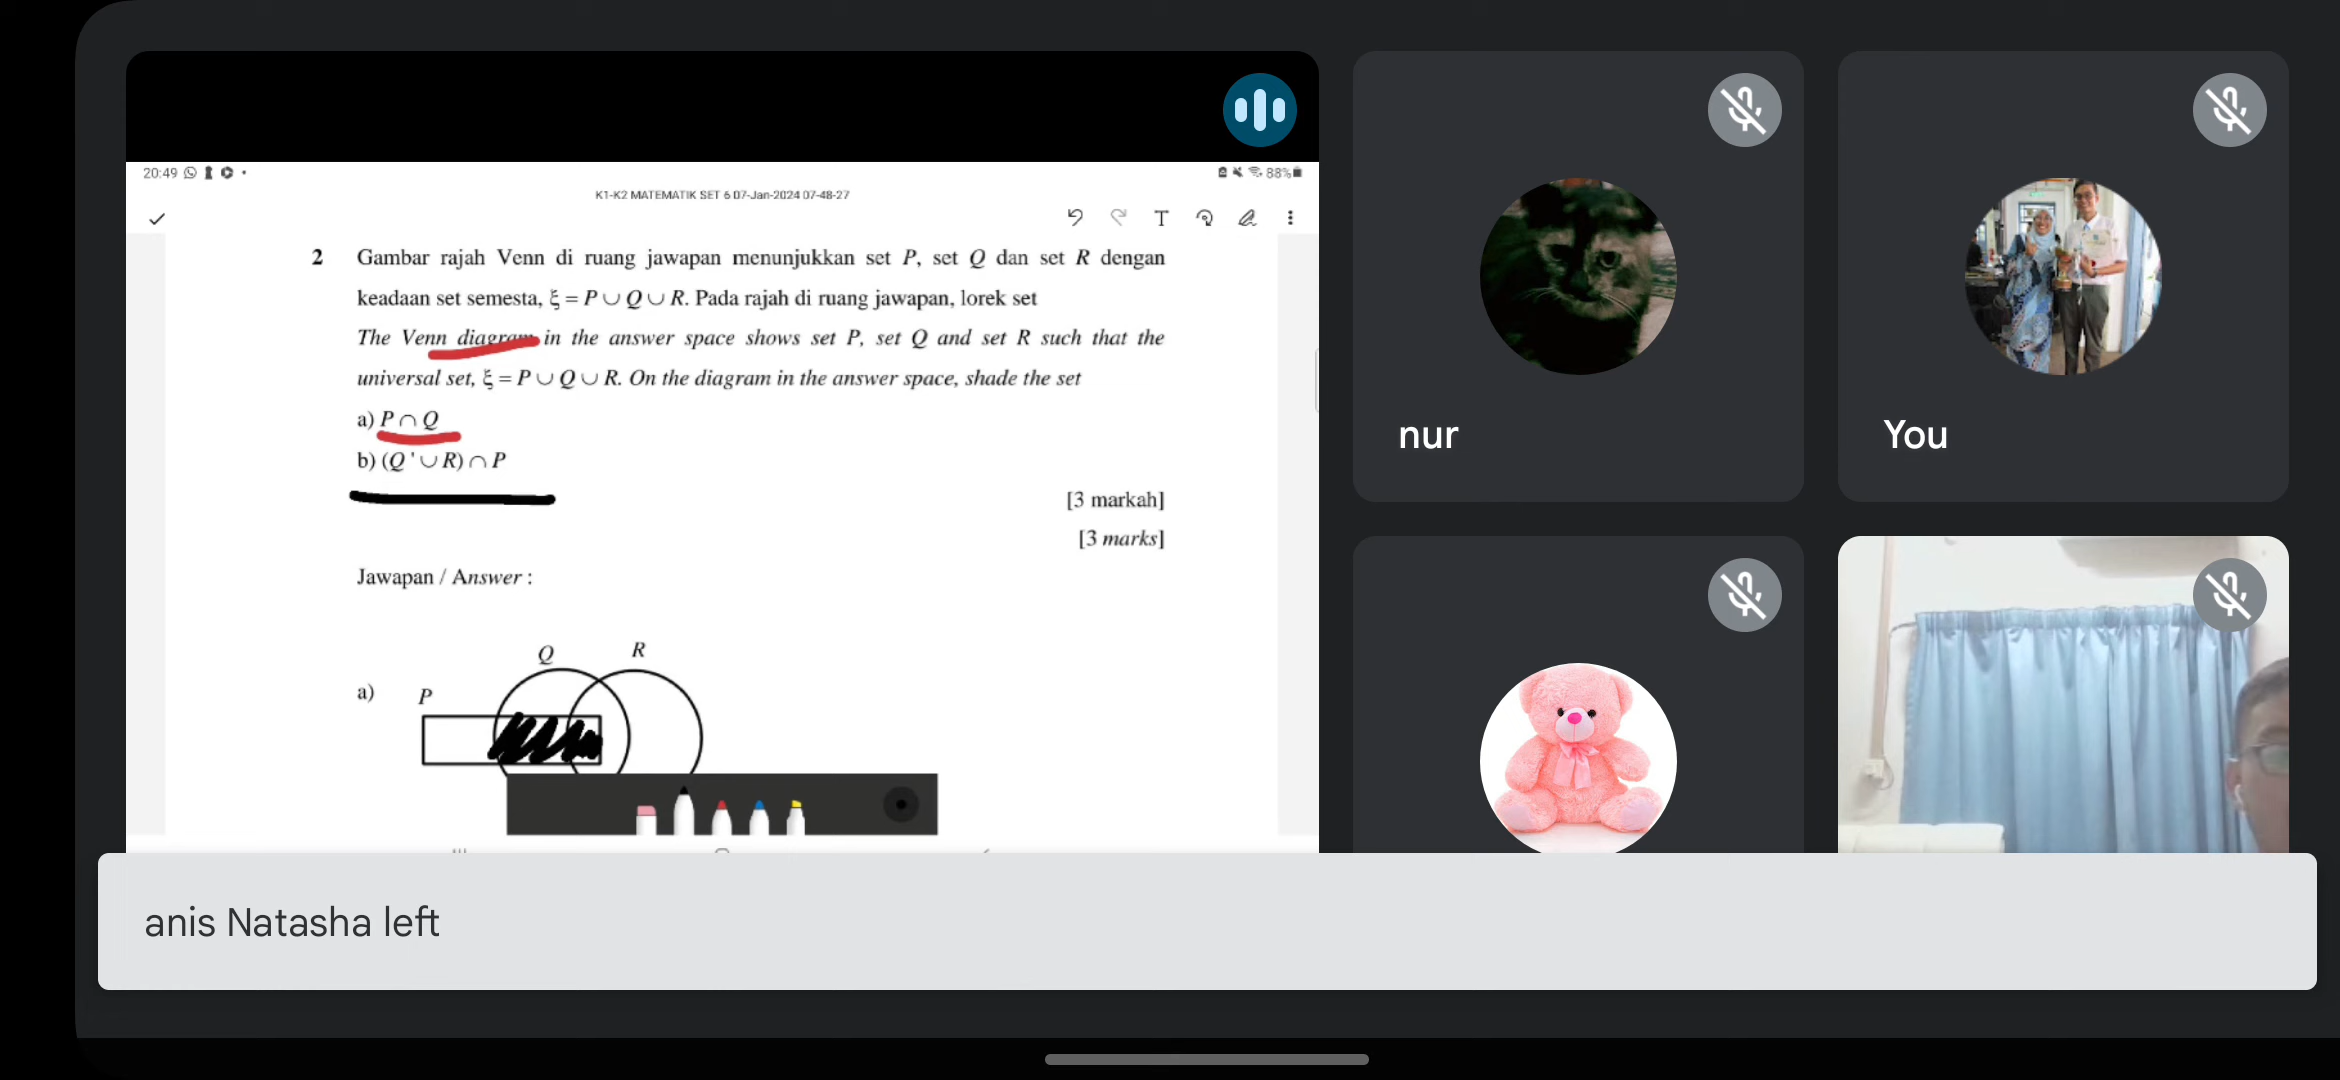 20:49
88%
K1-K2 MATEMATIK SET 6 07-Jan-2024 07-48-27
T
2 Gambar rajah Venn di ruang jawapan menunjukkan set P, set Q dan set R dengan
keadaan set semesta, ξ = P ∪ Q ∪ R. Pada rajah di ruang jawapan, lorek set
The Venn diagram in the answer space shows set P, set Q and set R such that the
universal set, ξ = P ∪ Q ∪ R. On the diagram in the answer space, shade the set
a) P ∩ Q
b) (Q ' ∪ R) ∩ P
[3 markah]
[3 marks]
Jawapan / Answer :
Q R
a) P
nur
You
anis Natasha left